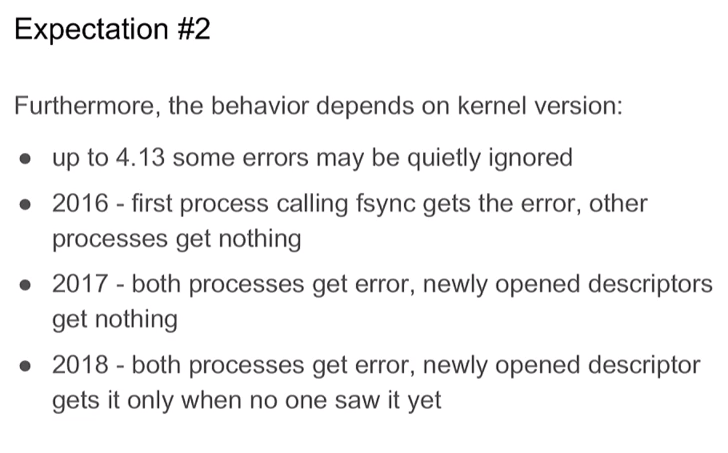 Expectation #2
Furthermore, the behavior depends on kernel version:
● up to 4.13 some errors may be quietly ignored
● 2016 - first process calling fsync gets the error, other
processes get nothing
● 2017 - both processes get error, newly opened descriptors
get nothing
● 2018 - both processes get error, newly opened descriptor
gets it only when no one saw it yet